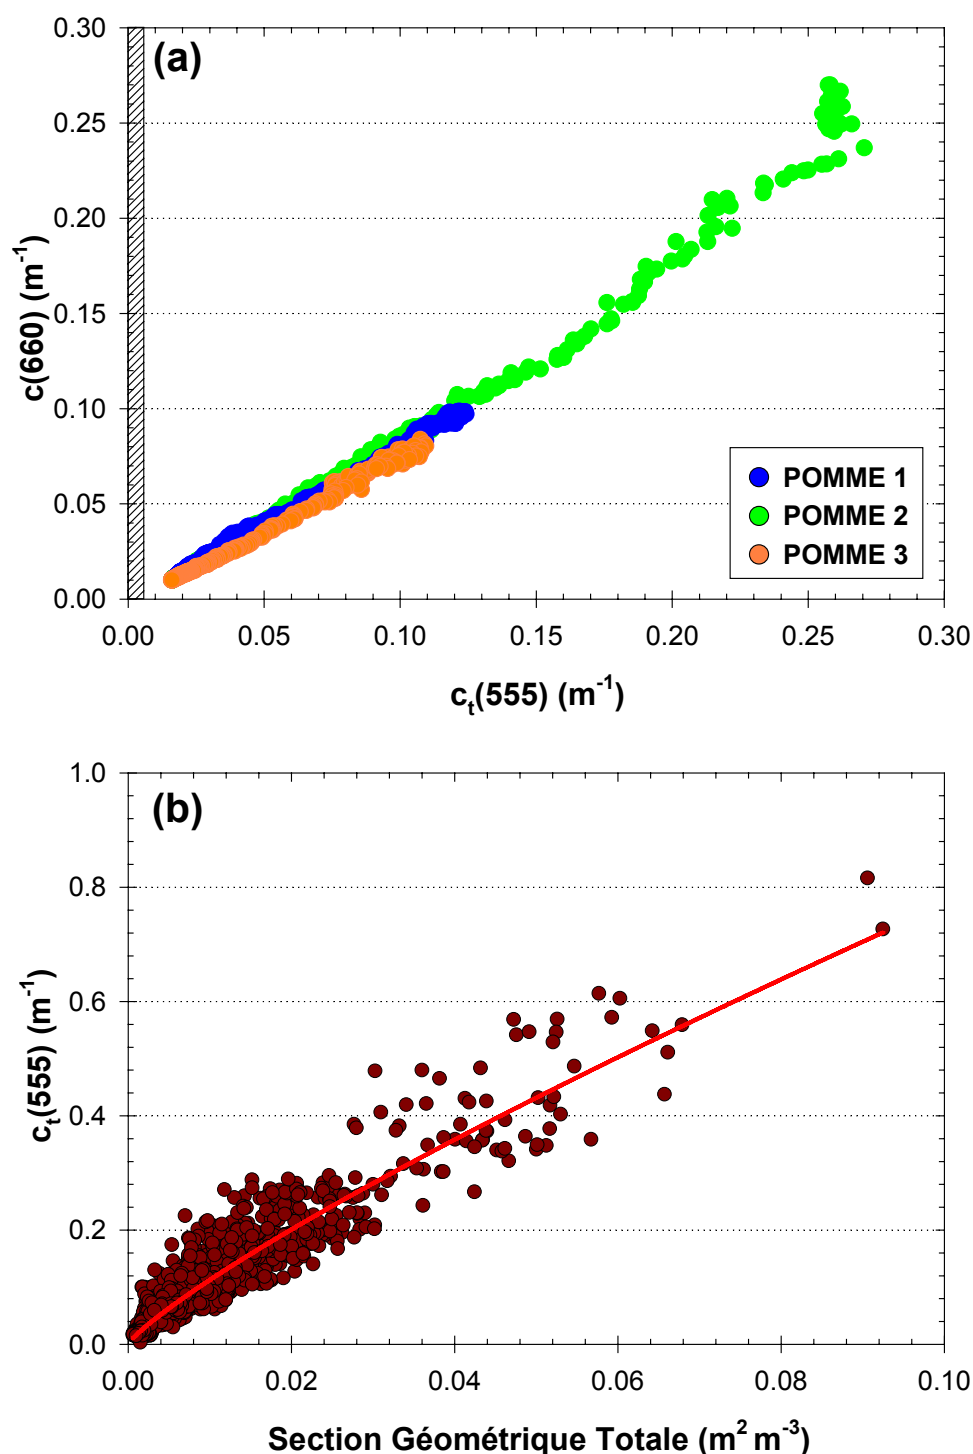 (a)
0.30
0.25
0.20
0.15
0.10
0.05
0.00
c(660) (m⁻¹)
POMME 1
POMME 2
POMME 3
0.00 0.05 0.10 0.15 0.20 0.25 0.30
cₜ(555) (m⁻¹)
(b)
1.0
0.8
0.6
0.4
0.2
0.0
cₜ(555) (m⁻¹)
0.00 0.02 0.04 0.06 0.08 0.10
Section Géométrique Totale (m² m⁻³)